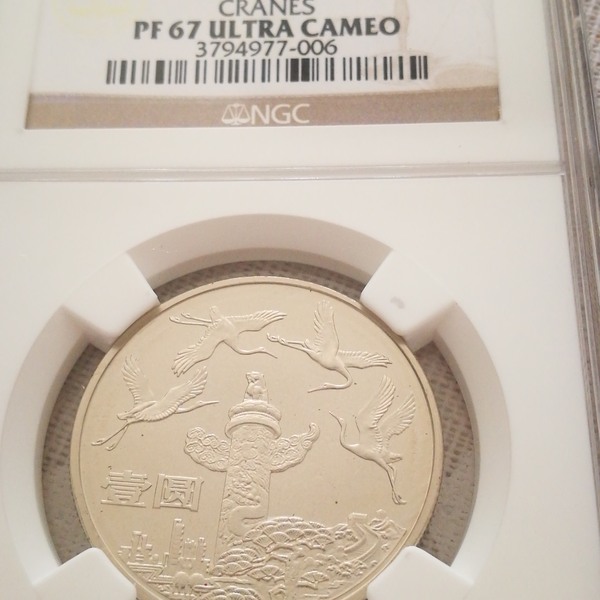 CRANES
PF 67 ULTRA CAMEO
3794977-006
NGC
壹圆